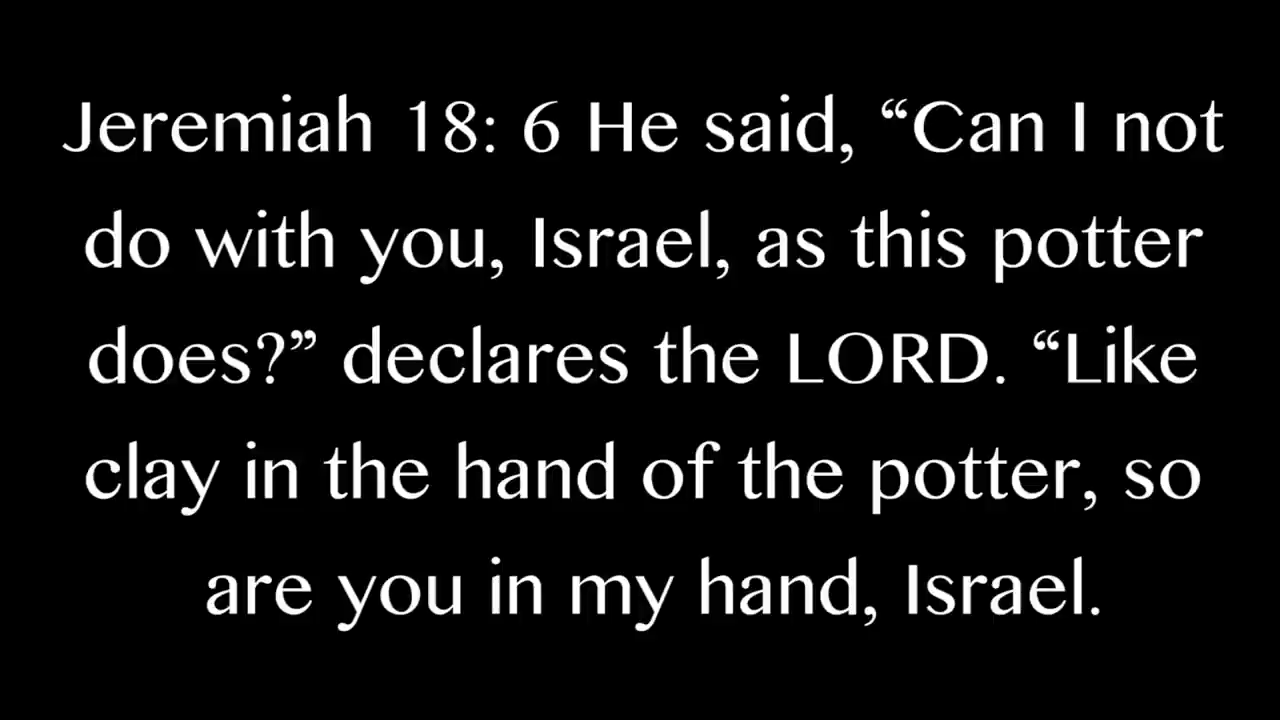 Jeremiah 18: 6 He said, “Can I not
do with you, Israel, as this potter
does?” declares the LORD. “Like
clay in the hand of the potter, so
are you in my hand, Israel.